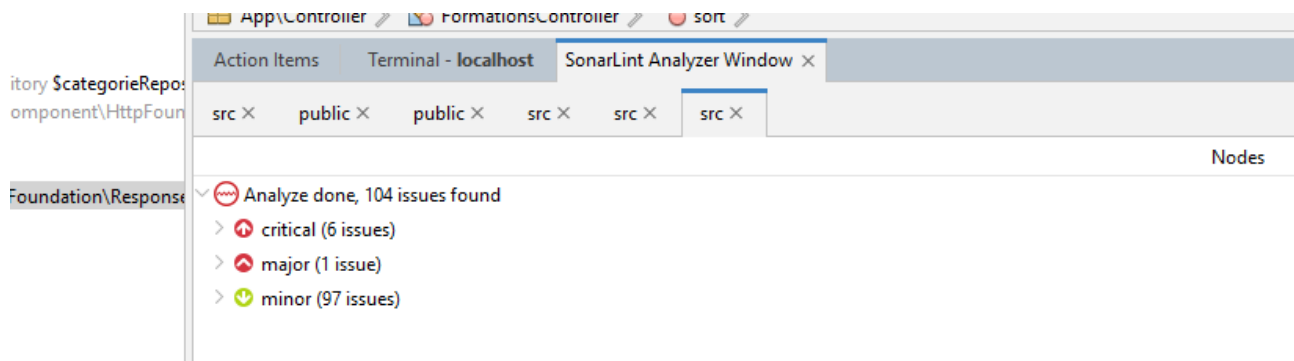 App\Controller FormationsController sort
Action Items Terminal - localhost SonarLint Analyzer Window
itory $categorieRepos
omponent\HttpFoun
src public public src src src
Nodes
Foundation\Response
Analyze done, 104 issues found
critical (6 issues)
major (1 issue)
minor (97 issues)